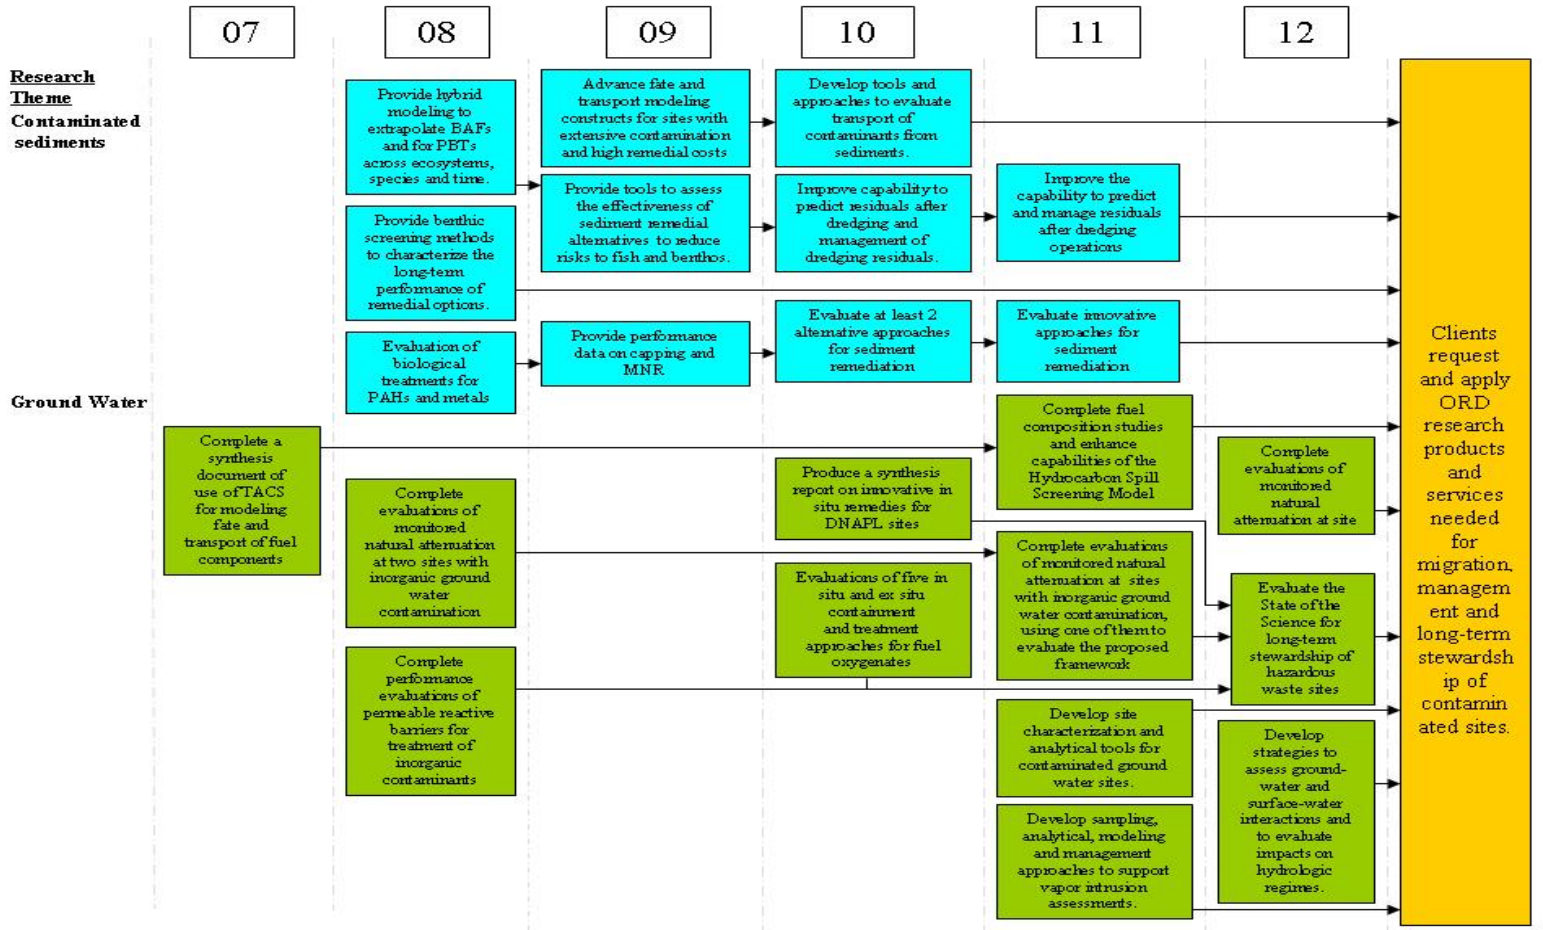 07
08
09
10
11
12
Research
Theme
Contaminated
sediments
Provide hybrid
modeling to
extrapolate BAFs
and for PBTs
across ecosystems,
species and time.
Advance fate and
transport modeling
constructs for sites with
extensive contamination
and high remedial costs
Develop tools and
approaches to evaluate
transport of
contaminants from
sediments.
Provide benthic
screening methods
to characterize the
long-term
performance of
remedial options.
Provide tools to assess
the effectiveness of
sediment remedial
alternatives to reduce
risks to fish and benthos.
Improve capability to
predict residuals after
dredging and
management of
dredging residuals.
Improve the
capability to predict
and manage residuals
after dredging
operations
Evaluation of
biological
treatments for
PAHs and metals
Provide performance
data on capping and
MNR
Evaluate at least 2
alternative approaches
for sediment
remediation
Evaluate innovative
approaches for
sediment
remediation
Ground Water
Complete a
synthesis
document of
use of TACS
for modeling
fate and
transport of fuel
components
Complete
evaluations of
monitored
natural attenuation
at two sites with
inorganic ground
water
contamination
Complete
performance
evaluations of
permeable reactive
barriers for
treatment of
inorganic
contaminants
Produce a synthesis
report on innovative in
situ remedies for
DNAPL sites
Evaluations of five in
situ and ex situ
containment
and treatment
approaches for fuel
oxygenates
Complete fuel
composition studies
and enhance
capabilities of the
Hydrocarbon Spill
Screening Model
Complete evaluations
of monitored natural
attenuation at sites
with inorganic ground
water contamination,
using one of them to
evaluate the proposed
framework
Develop site
characterization and
analytical tools for
contaminated ground
water sites.
Develop sampling,
analytical, modeling
and management
approaches to support
vapor intrusion
assessments.
Complete
evaluations of
monitored
natural
attenuation at site
Evaluate the
State of the
Science for
long-term
stewardship of
hazardous
waste sites
Develop
strategies to
assess ground-
water and
surface-water
interactions and
to evaluate
impacts on
hydrologic
regimes.
Clients
request
and apply
ORD
research
products
and
services
needed
for
migration,
managem
ent and
long-term
stewardsh
ip of
contamin
ated sites.